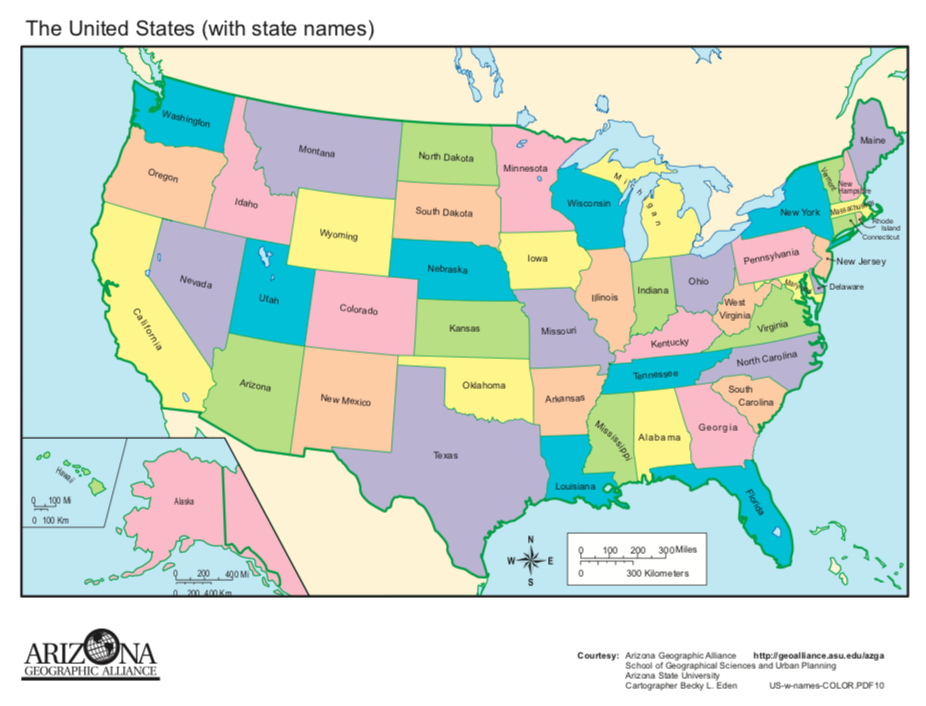 The United States (with state names)
Washington
Montana
North Dakota
Minnesota
Maine
Oregon
Idaho
Michigan
Vermont
New
Hampshire
South Dakota
Wisconsin
New York
Massachusetts
Rhode
Island
Connecticut
Wyoming
Iowa
Pennsylvania
New Jersey
Nebraska
Nevada
Utah
Colorado
Illinois
Indiana
Ohio
Delaware
West
Virginia
Virginia
California
Kansas
Missouri
Kentucky
North Carolina
Tennessee
Arizona
New Mexico
Oklahoma
Arkansas
South
Carolina
Mississippi
Alabama
Georgia
Texas
Louisiana
Florida
Hawaii
0 100 Mi
0 100 Km
Alaska
0 200 400 Mi
0 200 400 Km
N
W E
S
0 100 200 300 Miles
0 300 Kilometers
ARIZONA
GEOGRAPHIC ALLIANCE
Courtesy: Arizona Geographic Alliance http://geoalliance.asu.edu/azga
School of Geographical Sciences and Urban Planning
Arizona State University
Cartographer Becky L. Eden US-w-names-COLOR.PDF10